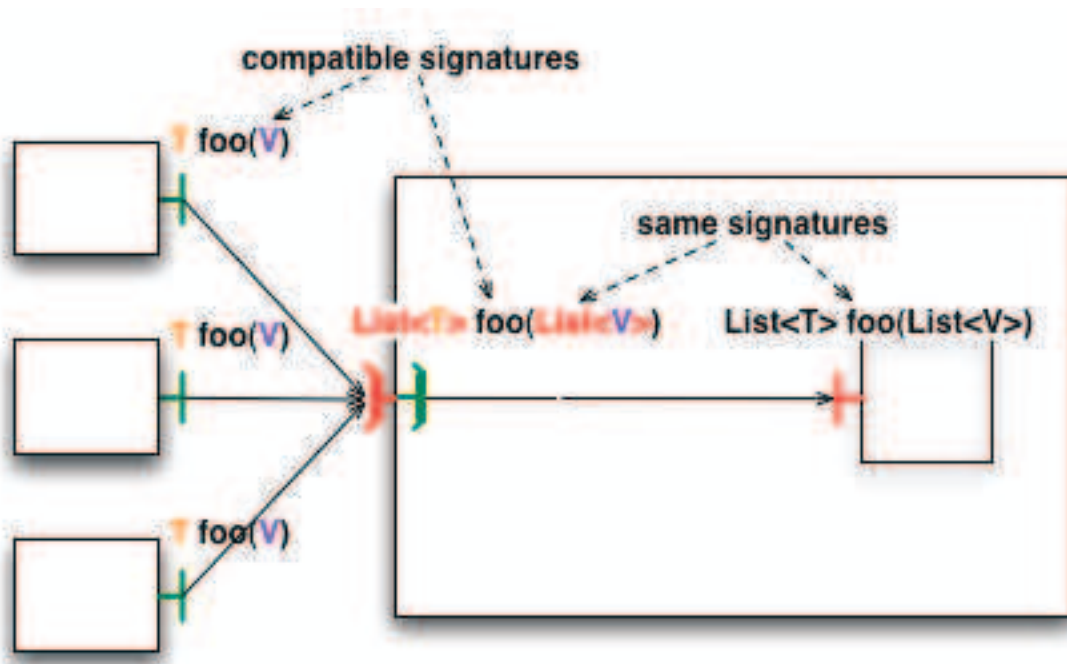 compatible signatures
T foo(V)
same signatures
T foo(V)
List<T> foo(List<V>)
List<T> foo(List<V>)
T foo(V)